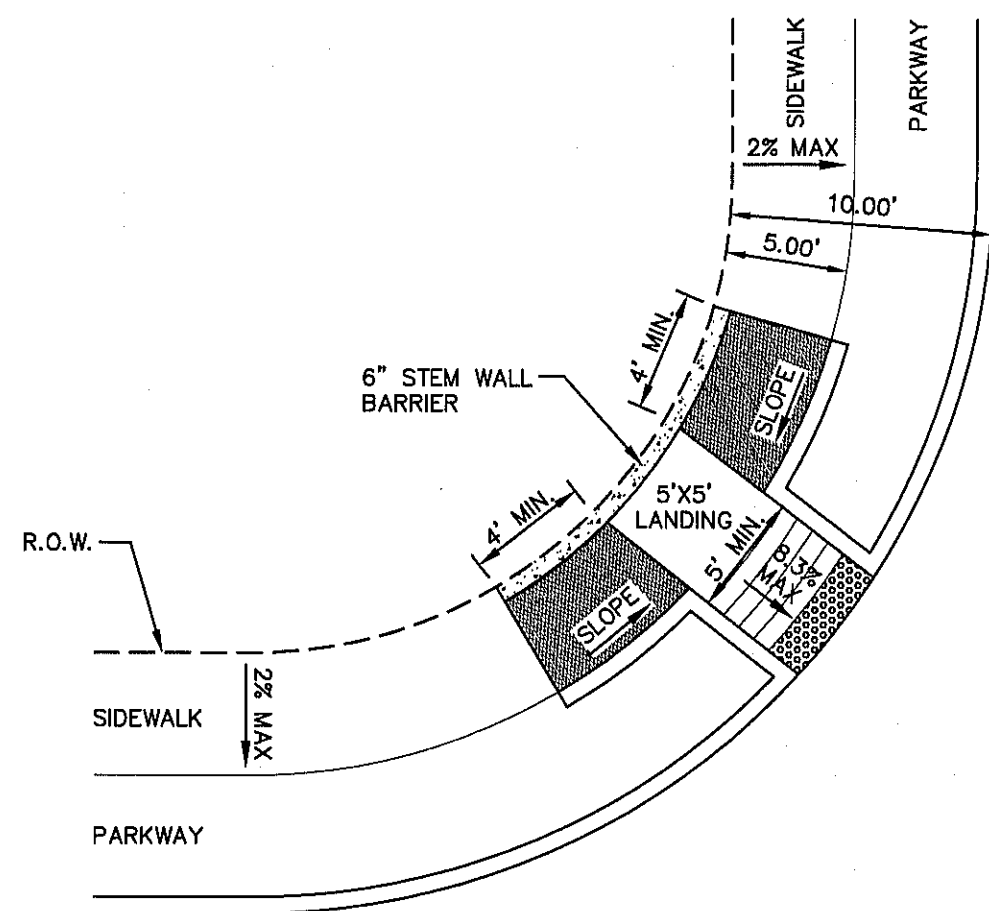 SIDEWALK
PARKWAY
2% MAX
10.00'
5.00'
4' MIN.
6" STEM WALL
BARRIER
SLOPE
5'X5'
LANDING
4' MIN.
5' MIN.
8.3%
MAX
R.O.W.
SLOPE
2% MAX
SIDEWALK
PARKWAY